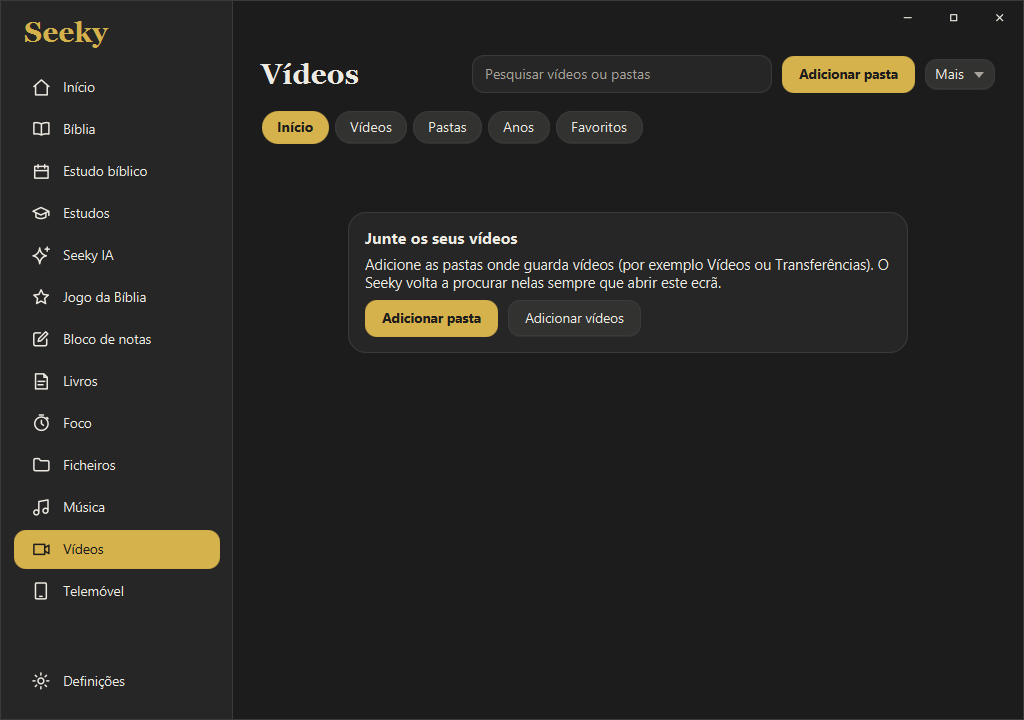 Seeky
Início
Bíblia
Estudo bíblico
Estudos
Seeky IA
Jogo da Bíblia
Bloco de notas
Livros
Foco
Ficheiros
Música
Vídeos
Telemóvel
Definições
Vídeos
Pesquisar vídeos ou pastas
Adicionar pasta
Mais
Início
Vídeos
Pastas
Anos
Favoritos
Junte os seus vídeos
Adicione as pastas onde guarda vídeos (por exemplo Vídeos ou Transferências). O
Seeky volta a procurar nelas sempre que abrir este ecrã.
Adicionar pasta
Adicionar vídeos